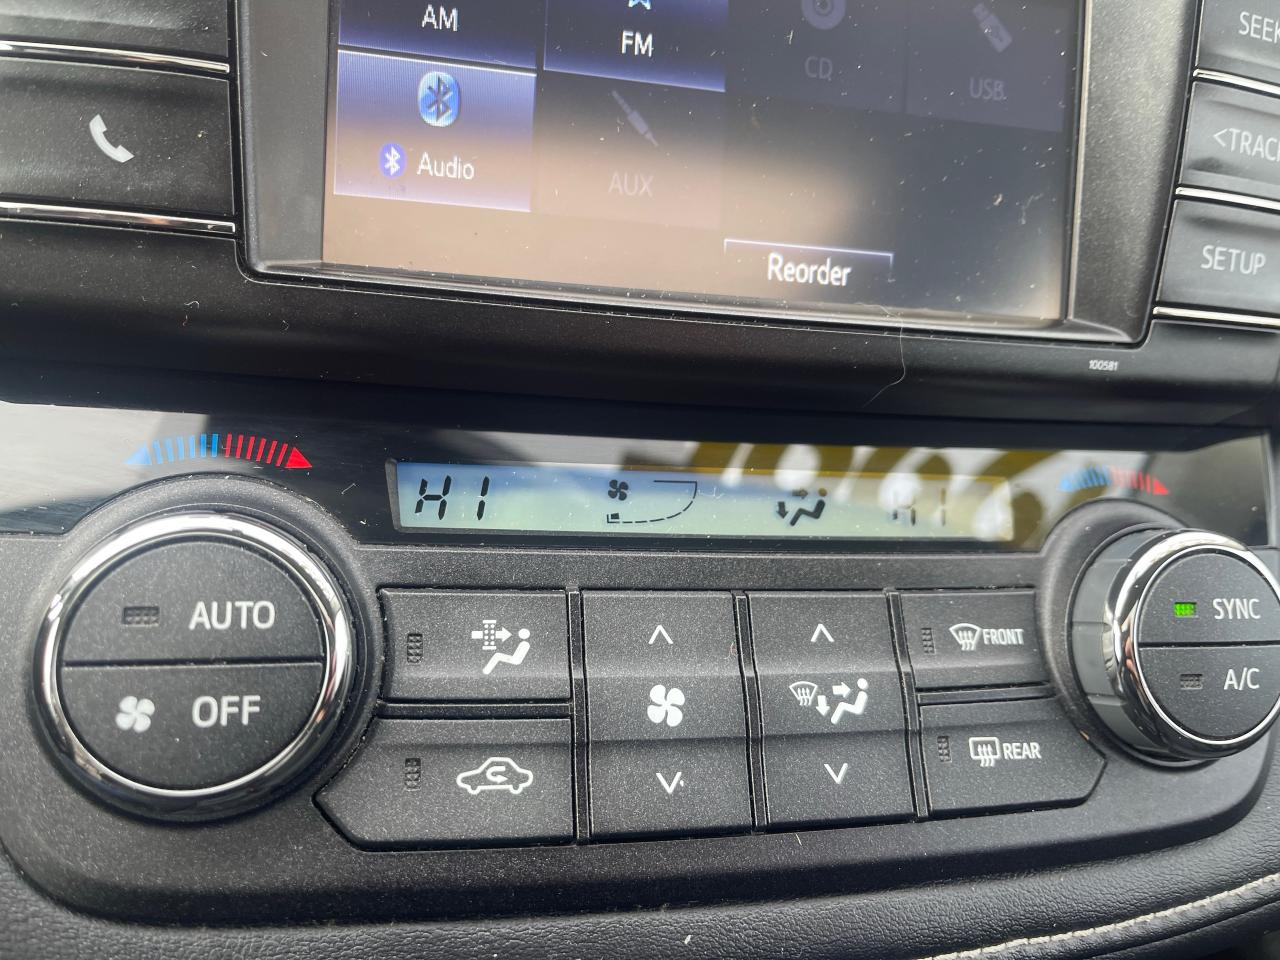 AM
FM
CD
USB
Audio
AUX
Reorder
SEEK
<TRACK
SETUP
100581
HI
HI
AUTO
OFF
FRONT
REAR
SYNC
A/C